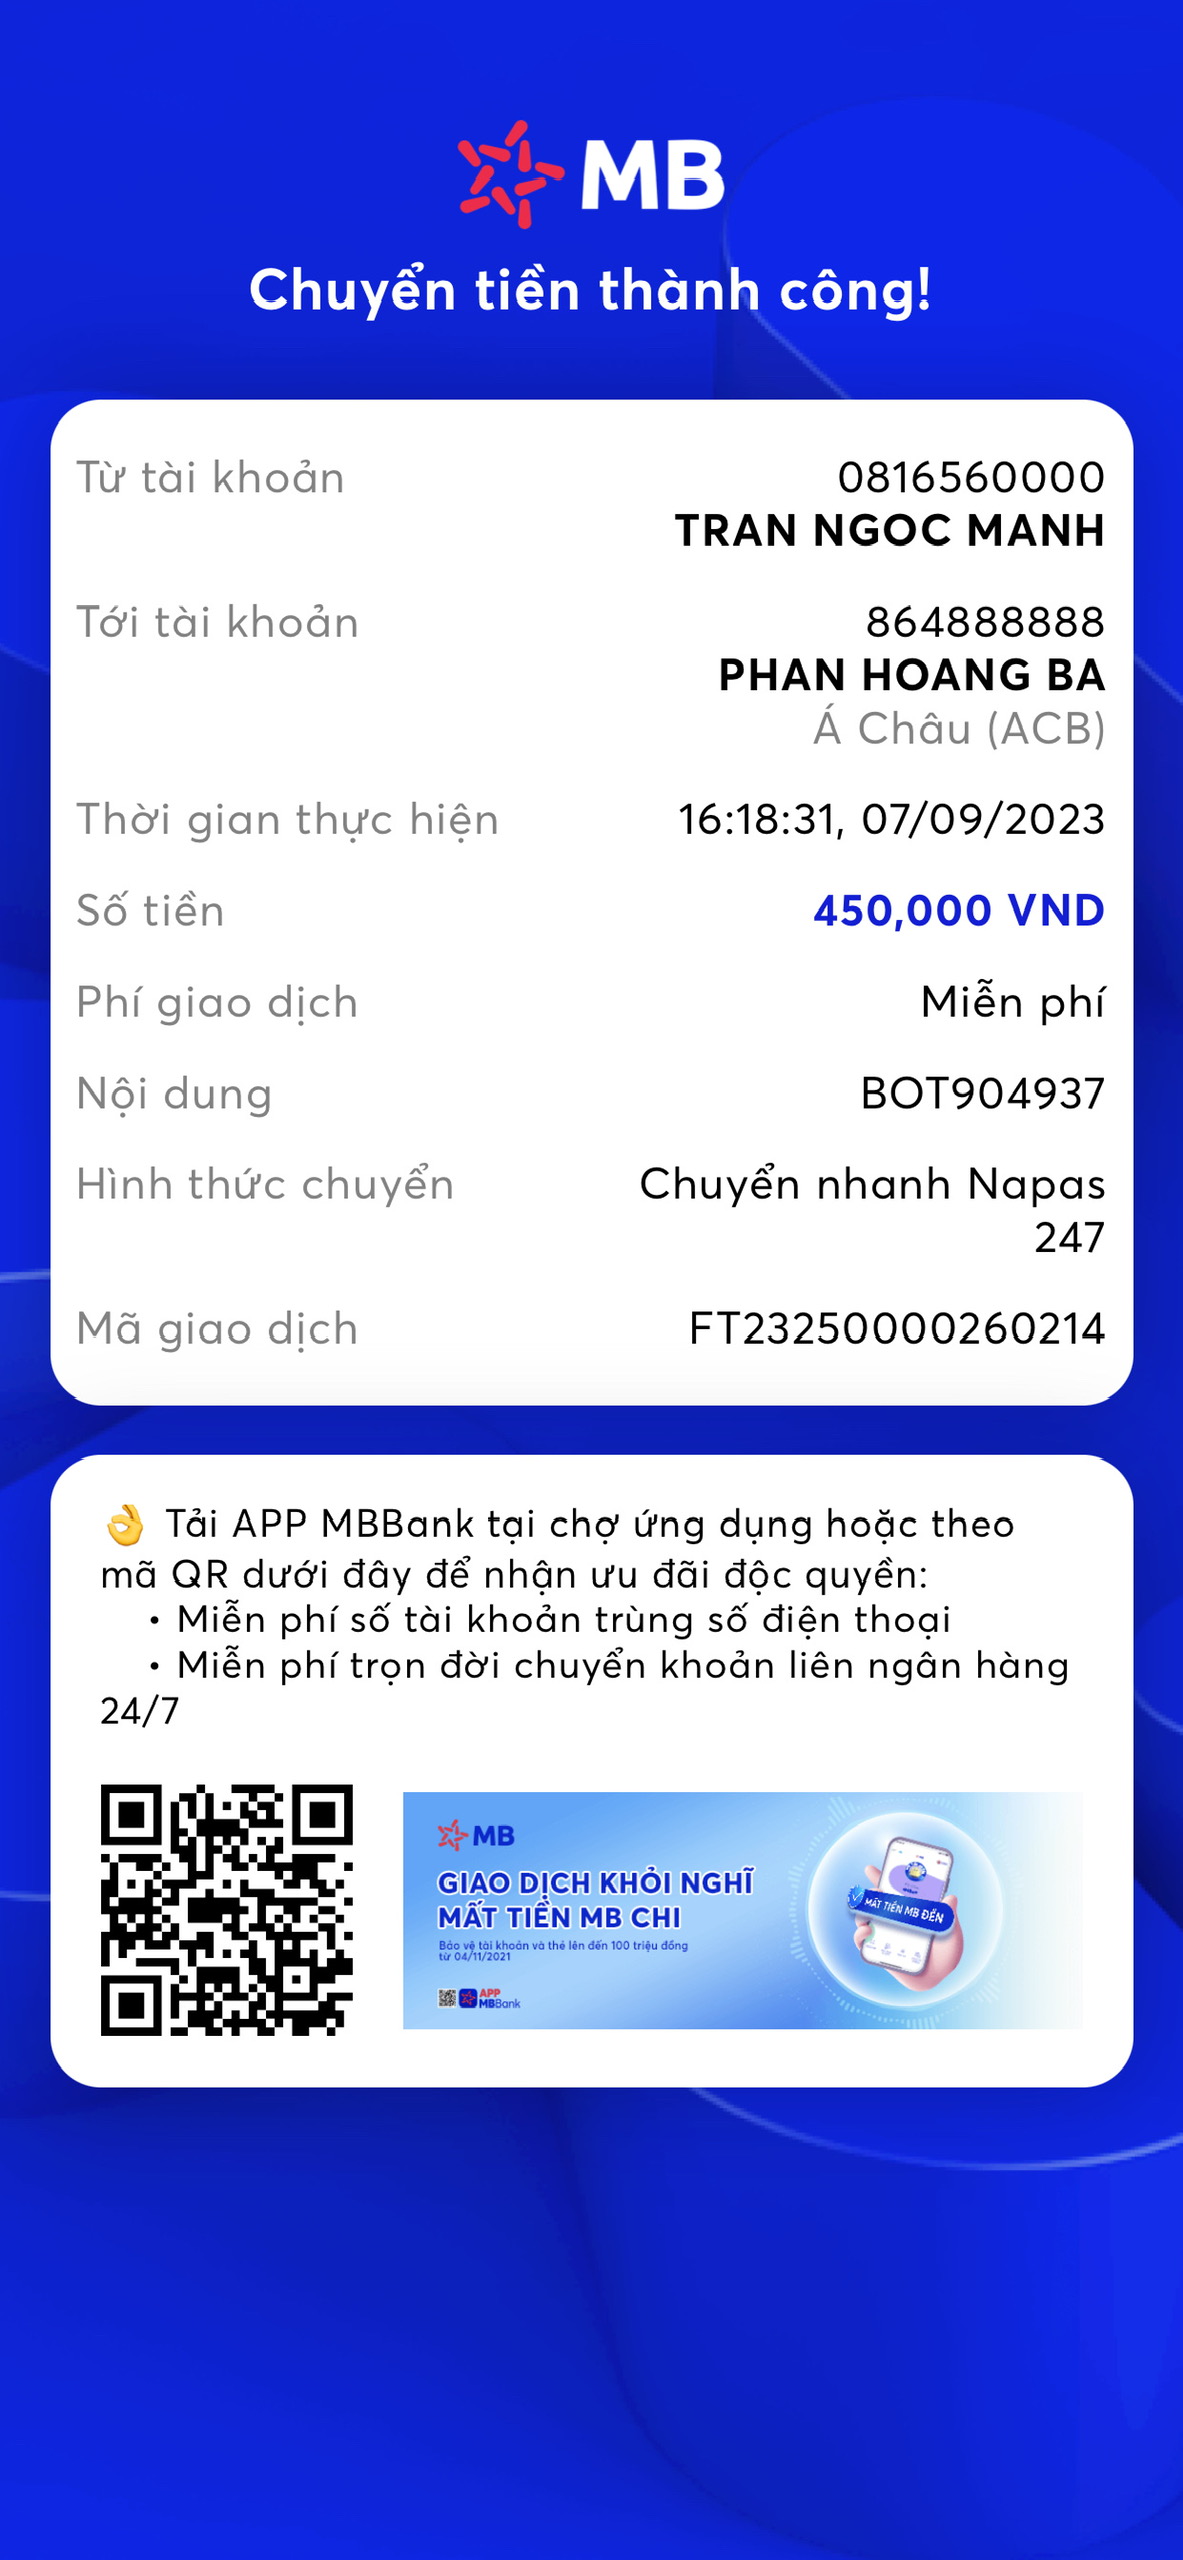 MB
Chuyển tiền thành công!
Từ tài khoản
0816560000
TRAN NGOC MANH
Tới tài khoản
864888888
PHAN HOANG BA
Á Châu (ACB)
Thời gian thực hiện
16:18:31, 07/09/2023
Số tiền
450,000 VND
Phí giao dịch
Miễn phí
Nội dung
BOT904937
Hình thức chuyển
Chuyển nhanh Napas
247
Mã giao dịch
FT23250000260214
👌 Tải APP MBBank tại chợ ứng dụng hoặc theo
mã QR dưới đây để nhận ưu đãi độc quyền:
• Miễn phí số tài khoản trùng số điện thoại
• Miễn phí trọn đời chuyển khoản liên ngân hàng
24/7
MB
GIAO DỊCH KHỎI NGHĨ
MẤT TIỀN MB CHI
Bảo vệ tài khoản và thẻ lên đến 100 triệu đồng
từ 04/11/2021
APP
MBBank
MẤT TIỀN MB ĐỀN